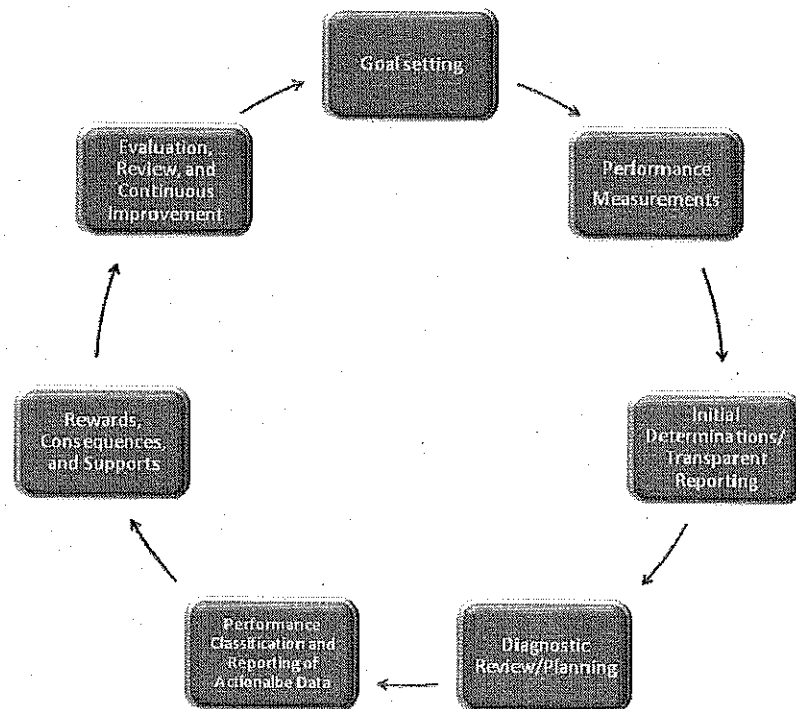 Goal setting
Performance
Measurements
Initial
Determinations/
Transparent
Reporting
Diagnostic
Review/Planning
Performance
Classification and
Reporting of
Actionalbe Data
Rewards,
Consequences,
and Supports
Evaluation,
Review, and
Continuous
Improvement